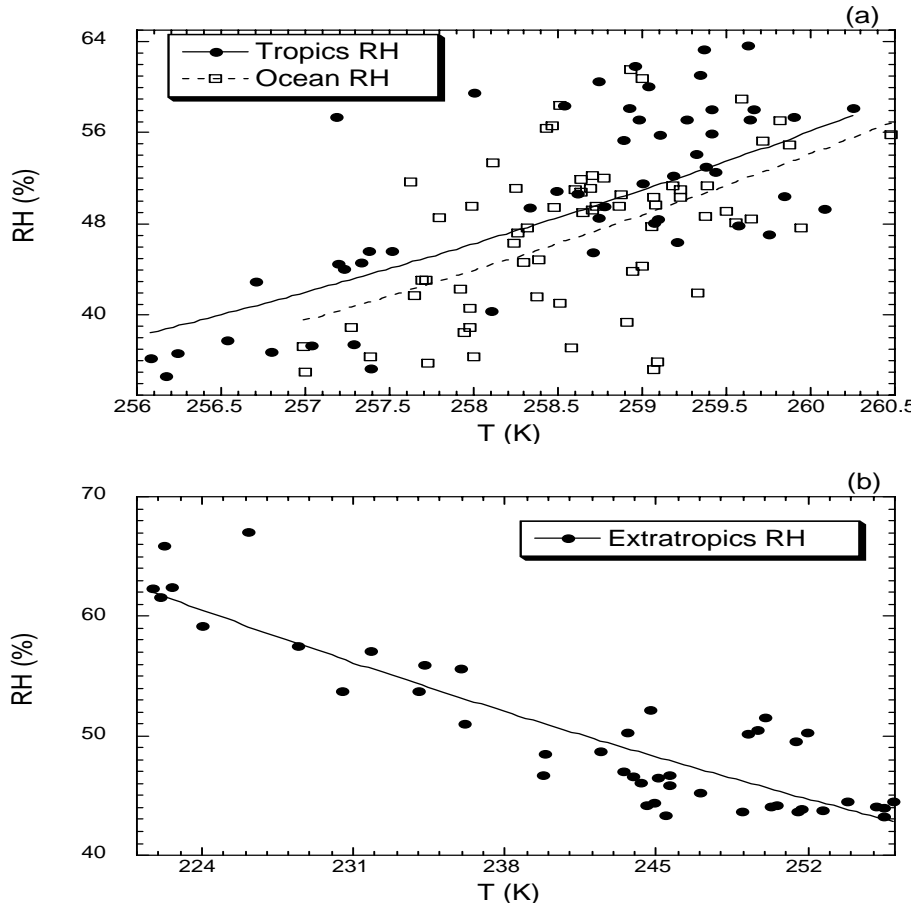 (a)
64
56
48
40
RH (%)
Tropics RH
Ocean RH
256 256.5 257 257.5 258 258.5 259 259.5 260 260.5
T (K)
(b)
70
60
50
40
RH (%)
Extratropics RH
224 231 238 245 252
T (K)